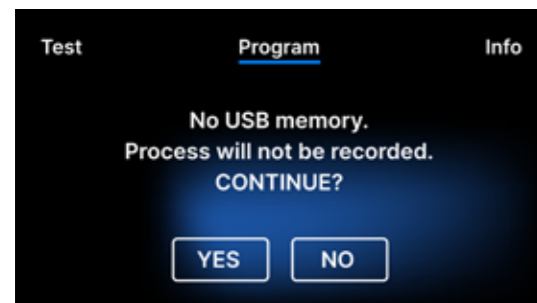 Test Program Info
No USB memory.
Process will not be recorded.
CONTINUE?
YES NO